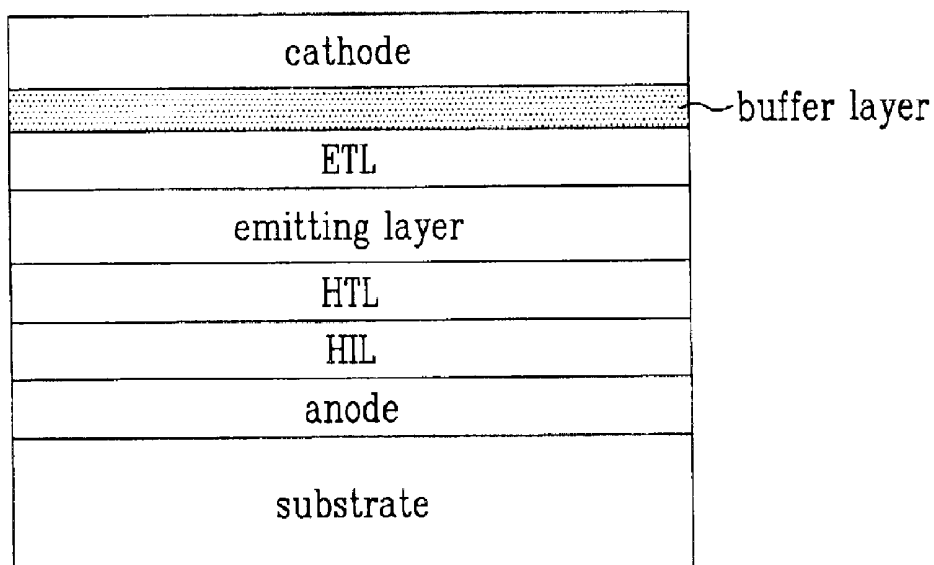 cathode
buffer layer
ETL
emitting layer
HTL
HIL
anode
substrate